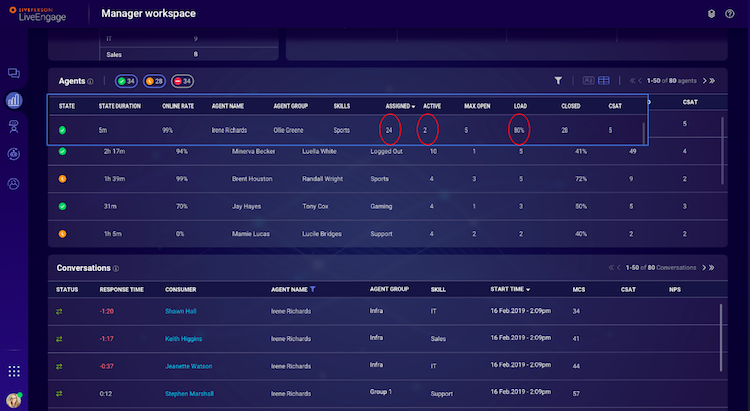 LIVEPERSON
LiveEngage
Manager workspace
IT 9
Sales 8
Agents 34 28 34 1-50 of 80 agents
STATE STATE DURATION ONLINE RATE AGENT NAME AGENT GROUP SKILLS ASSIGNED ACTIVE MAX OPEN LOAD CLOSED CSAT D CSAT
5m 99% Irene Richards Ollie Greene Sports 24 2 5 80% 28 5 5
2h 17m 94% Minerva Becker Luella White Logged Out 10 1 5 41% 49 4
1h 39m 99% Brent Houston Randall Wright Sports 4 3 5 72% 9 2
31m 70% Jay Hayes Tony Cox Gaming 4 1 3 50% 5 3
1h 5m 0% Mamie Lucas Lucile Bridges Support 4 2 2 40% 2 2
Conversations 1-50 of 80 Conversations
STATUS RESPONSE TIME CONSUMER AGENT NAME AGENT GROUP SKILL START TIME MCS CSAT NPS
-1:20 Shawn Hall Irene Richards Infra IT 16 Feb.2019 - 2:09pm 34
-1:17 Keith Higgins Irene Richards Infra Sales 16 Feb.2019 - 2:09pm 41
-0:37 Jeanette Watson Irene Richards Infra IT 16 Feb.2019 - 2:09pm 44
0:12 Stephen Marshall Irene Richards Group 1 Support 16 Feb.2019 - 2:09pm 57